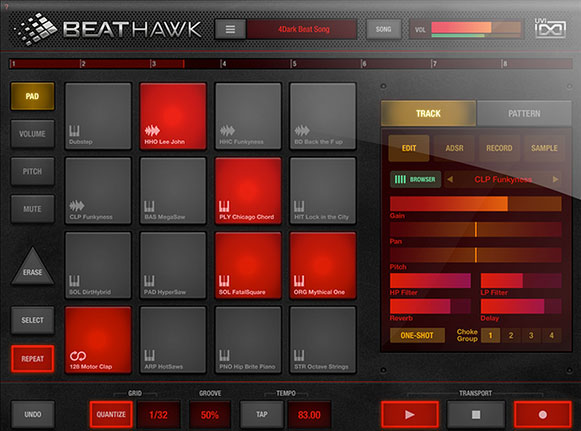 BEATHAWK
4Dark Beat Song
SONG
VOL
UVI
1 2 3 4 5 6 7 8
PAD
VOLUME
PITCH
MUTE
ERASE
SELECT
REPEAT
Dubstep
HHO Lee John
HHC Funkyness
BD Back the F up
CLP Funkyness
BAS MegaSaw
PLY Chicago Chord
HIT Lock in the City
SOL DirtHybrid
PAD HyperSaw
SOL FatalSquare
ORG Mythical One
128 Motor Clap
ARP HotSaws
PNO Hip Brite Piano
STR Octave Strings
TRACK
PATTERN
EDIT
ADSR
RECORD
SAMPLE
BROWSER
CLP Funkyness
Gain
Pan
Pitch
HP Filter
LP Filter
Reverb
Delay
ONE-SHOT
Choke
Group
1 2 3 4
UNDO
GRID
QUANTIZE
1/32
GROOVE
50%
TEMPO
TAP
83.00
TRANSPORT